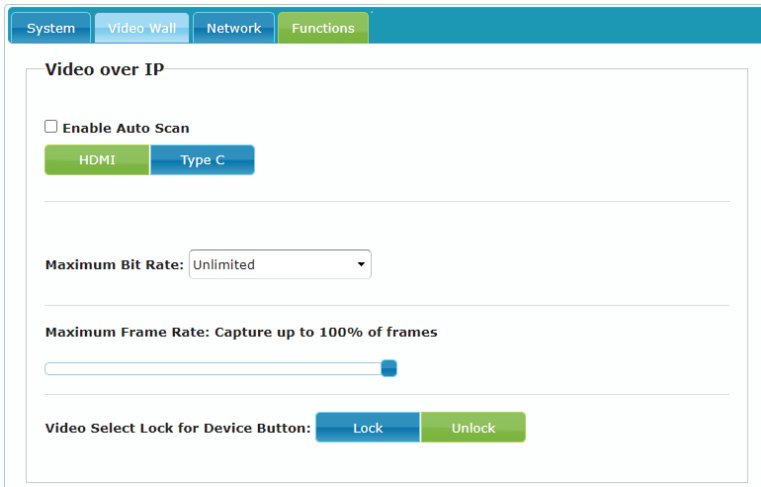 System Video Wall Network Functions
Video over IP
Enable Auto Scan
HDMI Type C
Maximum Bit Rate: Unlimited
Maximum Frame Rate: Capture up to 100% of frames
Video Select Lock for Device Button: Lock Unlock